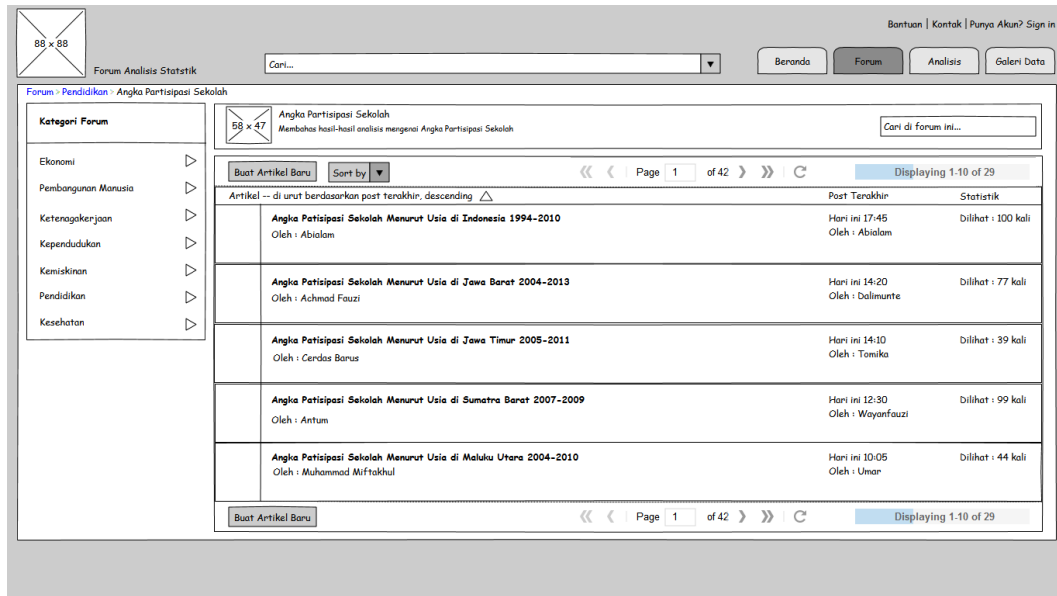 Bantuan | Kontak | Punya Akun? Sign in
88 x 88
Forum Analisis Statstik
Cari...
Beranda
Forum
Analisis
Galeri Data
Forum > Pendidikan > Angka Partisipasi Sekolah
Kategori Forum
Ekonomi
Pembangunan Manusia
Ketenagakerjaan
Kependudukan
Kemiskinan
Pendidikan
Kesehatan
58 x 47
Angka Partisipasi Sekolah
Membahas hasil-hasil analisis mengenai Angka Partisipasi Sekolah
Cari di forum ini...
Buat Artikel Baru
Sort by
Page 1 of 42
Displaying 1-10 of 29
Artikel -- di urut berdasarkan post terakhir, descending
Post Terakhir
Statistik
Angka Patisipasi Sekolah Menurut Usia di Indonesia 1994-2010
Oleh : Abialam
Hari ini 17:45
Oleh : Abialam
Dilihat : 100 kali
Angka Patisipasi Sekolah Menurut Usia di Jawa Barat 2004-2013
Oleh : Achmad Fauzi
Hari ini 14:20
Oleh : Dalimunte
Dilihat : 77 kali
Angka Patisipasi Sekolah Menurut Usia di Jawa Timur 2005-2011
Oleh : Cerdas Barus
Hari ini 14:10
Oleh : Tomika
Dilihat : 39 kali
Angka Patisipasi Sekolah Menurut Usia di Sumatra Barat 2007-2009
Oleh : Antum
Hari ini 12:30
Oleh : Wayanfauzi
Dilihat : 99 kali
Angka Patisipasi Sekolah Menurut Usia di Maluku Utara 2004-2010
Oleh : Muhammad Miftakhul
Hari ini 10:05
Oleh : Umar
Dilihat : 44 kali
Buat Artikel Baru
Page 1 of 42
Displaying 1-10 of 29